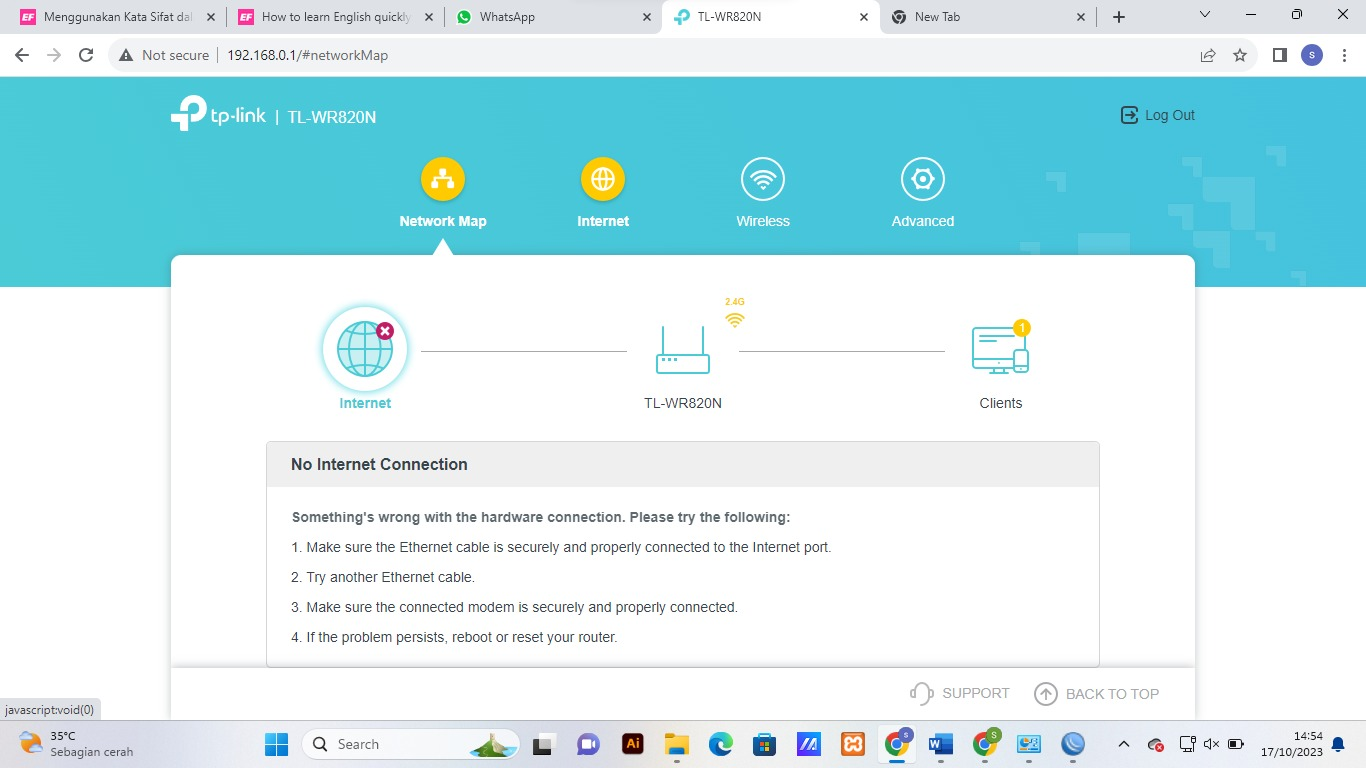 Menggunakan Kata Sifat dal
How to learn English quickly
WhatsApp
TL-WR820N
New Tab
Not secure
192.168.0.1/#networkMap
S
tp-link | TL-WR820N
Log Out
Network Map
Internet
Wireless
Advanced
2.4G
1
Internet
TL-WR820N
Clients
No Internet Connection
Something's wrong with the hardware connection. Please try the following:
1. Make sure the Ethernet cable is securely and properly connected to the Internet port.
2. Try another Ethernet cable.
3. Make sure the connected modem is securely and properly connected.
4. If the problem persists, reboot or reset your router.
SUPPORT
BACK TO TOP
javascript:void(0)
35°C
Sebagian cerah
Search
14:54
17/10/2023